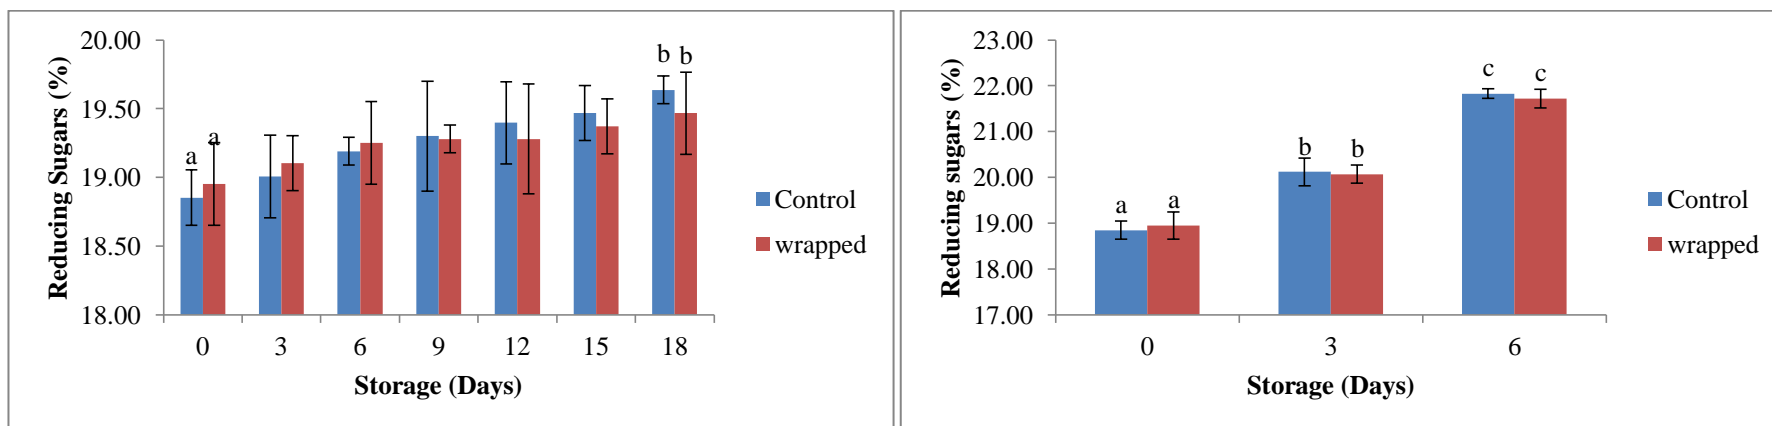 Reducing Sugars (%)
20.00
19.50
19.00
18.50
18.00
a a b b
0 3 6 9 12 15 18
Storage (Days)
Control
wrapped
Reducing sugars (%)
23.00
22.00
21.00
20.00
19.00
18.00
17.00
a a b b c c
0 3 6
Storage (Days)
Control
wrapped